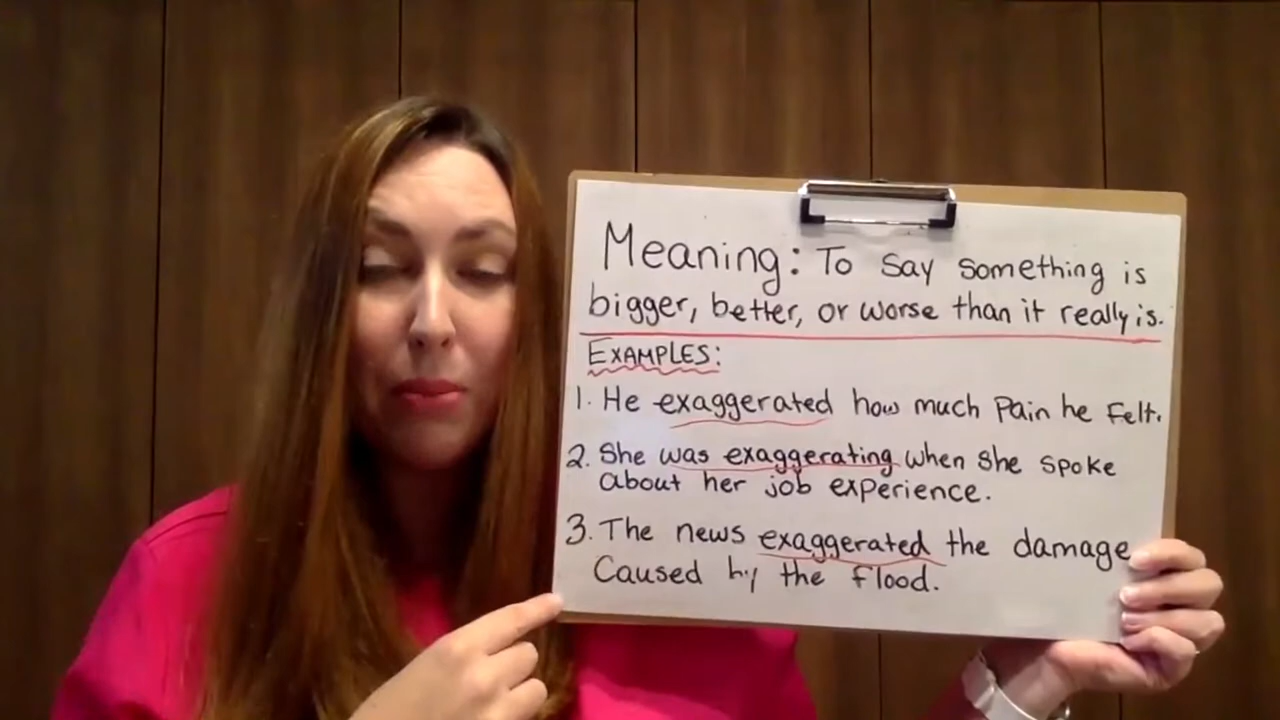 Meaning: To say something is
bigger, better, or worse than it really is.
EXAMPLES:
1. He exaggerated how much Pain he Felt.
2. She was exaggerating when she spoke
about her job experience.
3. The news exaggerated the damage
Caused by the flood.